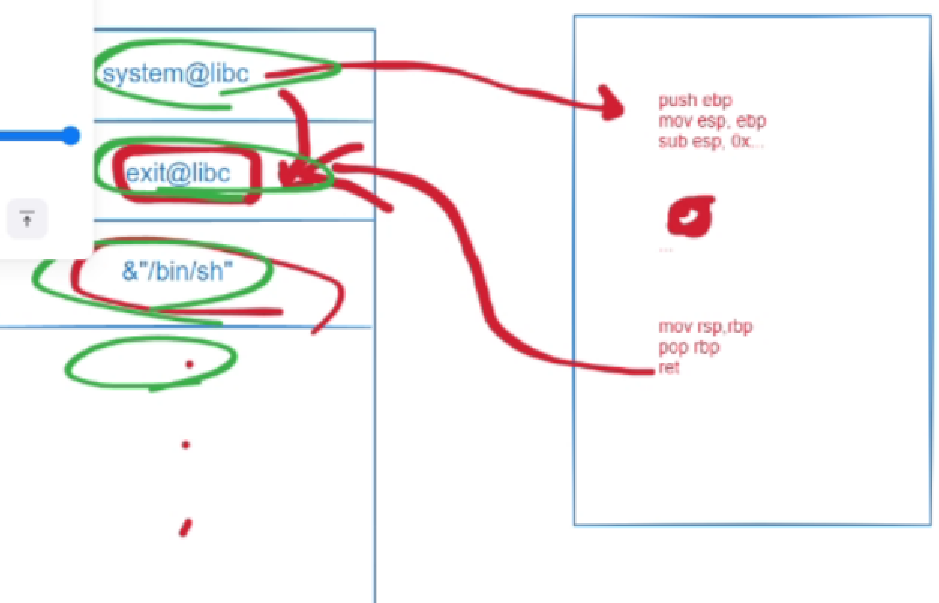 system@libc
exit@libc
&"/bin/sh"
push ebp
mov esp, ebp
sub esp, 0x...
...
mov rsp,rbp
pop rbp
ret